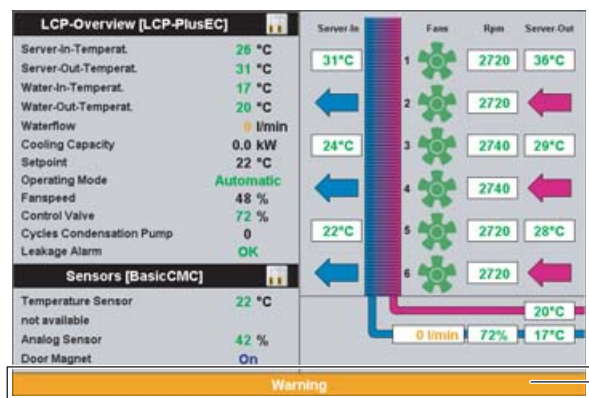 LCP-Overview [LCP-PlusEC]
Server-In-Temperat. 26 °C
Server-Out-Temperat. 31 °C
Water-In-Temperat. 17 °C
Water-Out-Temperat. 20 °C
Waterflow 0 l/min
Cooling Capacity 0.0 kW
Setpoint 22 °C
Operating Mode Automatic
Fanspeed 48 %
Control Valve 72 %
Cycles Condensation Pump 0
Leakage Alarm OK
Sensors [BasicCMC]
Temperature Sensor 22 °C
not available
Analog Sensor 42 %
Door Magnet On
Server-In Fans Rpm Server-Out
31°C 1 2720 36°C
2 2720
24°C 3 2740 29°C
4 2740
22°C 5 2720 28°C
6 2720
20°C
0 l/min 72% 17°C
Warning